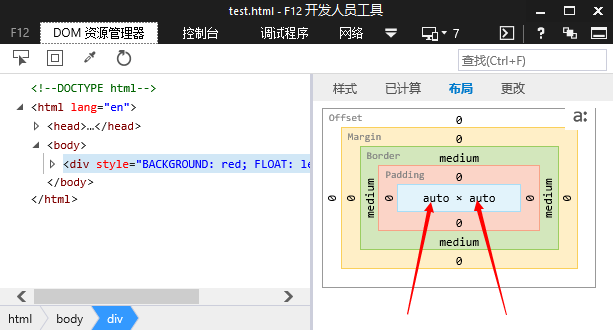 test.html - F12 开发人员工具
F12 DOM 资源管理器 控制台 调试程序 网络 7 ?
查找(Ctrl+F)
<!--DOCTYPE html-->
<html lang="en">
<head>…</head>
<body>
<div style="BACKGROUND: red; FLOAT: le
</body>
</html>
样式 已计算 布局 更改
a:
Offset 0
Margin 0
Border medium
Padding 0
0 0 medium 0 auto × auto 0 medium 0 0
0
medium
0
0
html body div